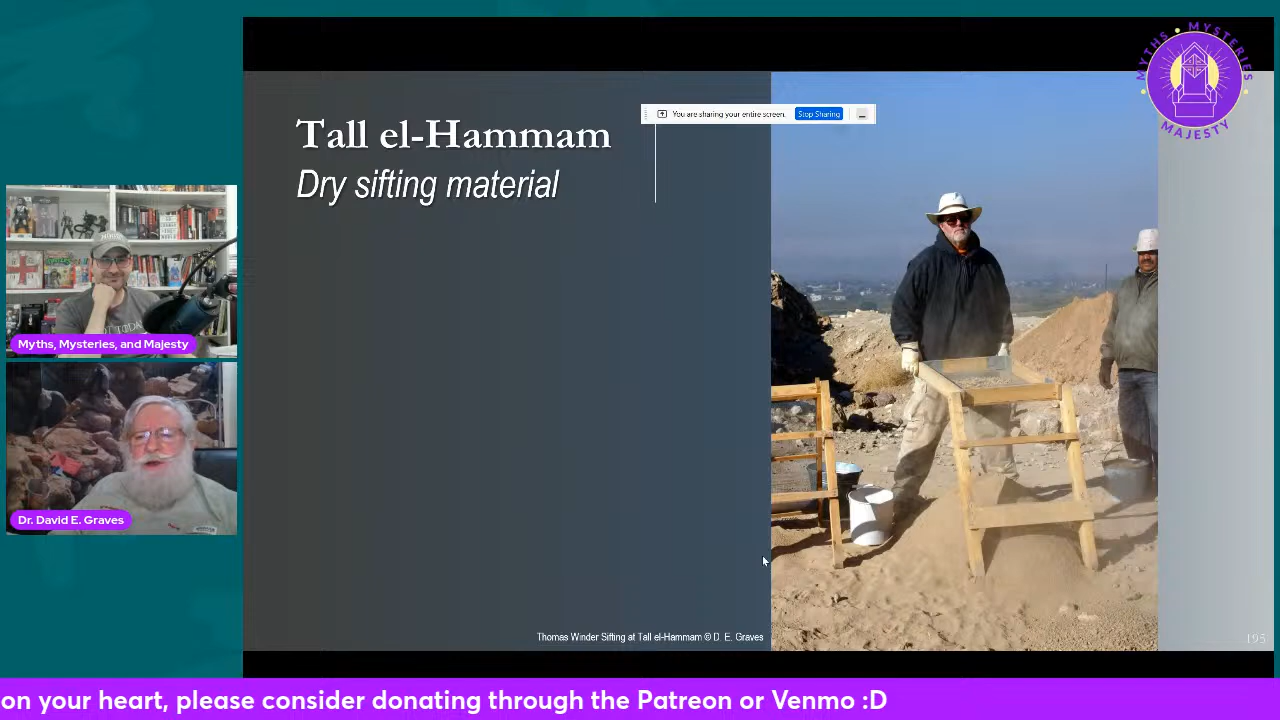 MYTHS • MYSTERIES
MAJESTY
You are sharing your entire screen.
Stop Sharing
Tall el-Hammam
Dry sifting material
Myths, Mysteries, and Majesty
Dr. David E. Graves
Thomas Winder Sifting at Tall el-Hammam © D. E. Graves
195
on your heart, please consider donating through the Patreon or Venmo :D